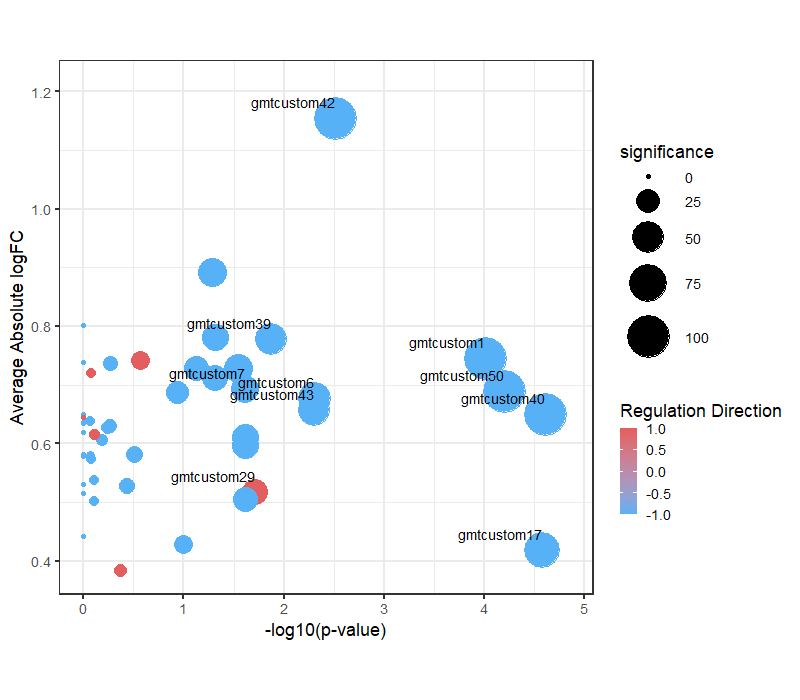 gmtcustom42
gmtcustom39
gmtcustom1
gmtcustom7
gmtcustom50
gmtcustom6
gmtcustom43
gmtcustom40
gmtcustom29
gmtcustom17
1.2
1.0
0.8
0.6
0.4
Average Absolute logFC
0 1 2 3 4 5
-log10(p-value)
significance
0
25
50
75
100
Regulation Direction
1.0
0.5
0.0
-0.5
-1.0